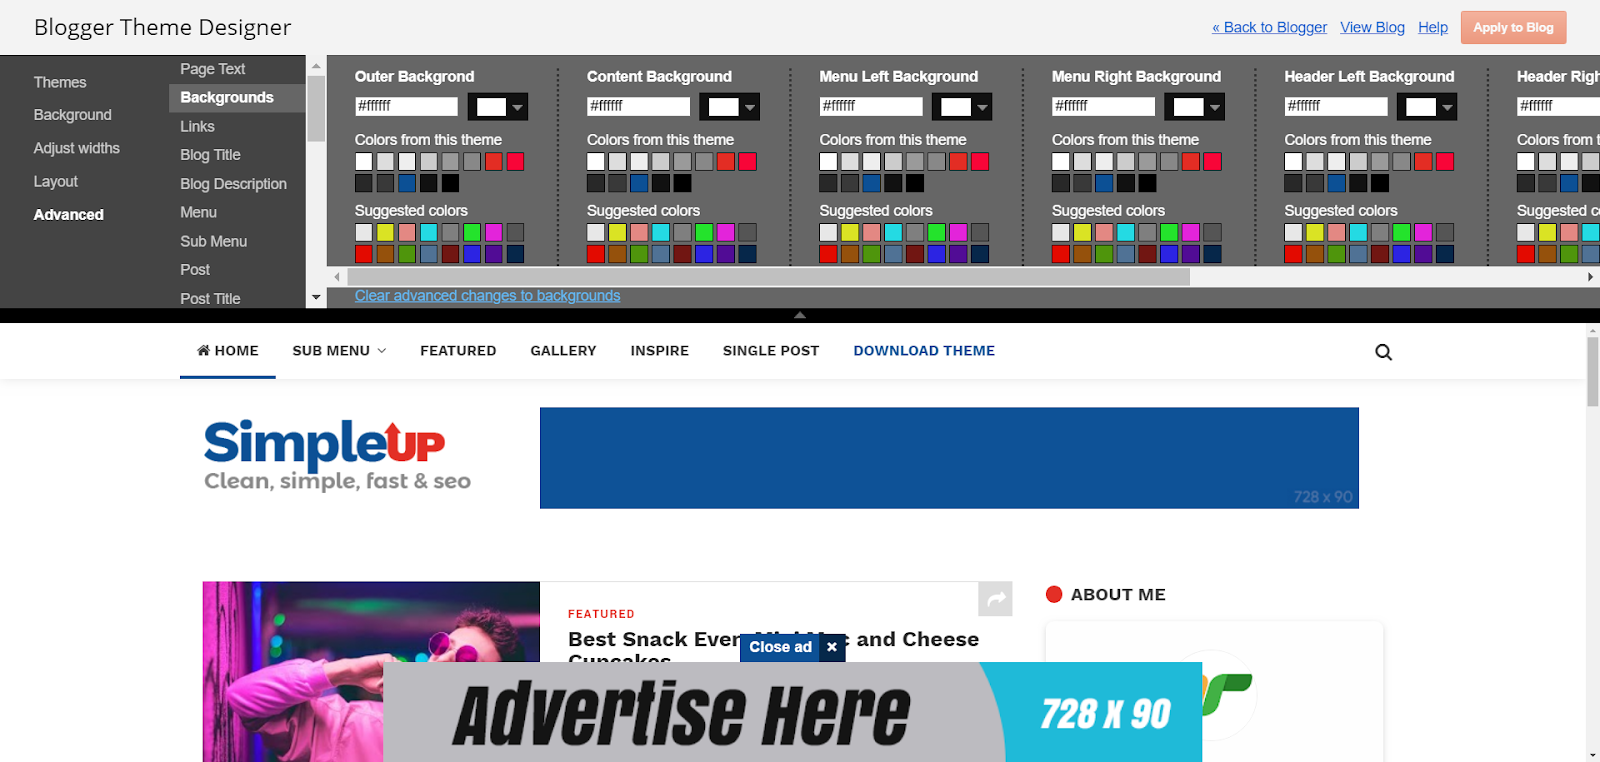 Blogger Theme Designer
« Back to Blogger View Blog Help Apply to Blog
Themes
Background
Adjust widths
Layout
Advanced
Page Text
Backgrounds
Links
Blog Title
Blog Description
Menu
Sub Menu
Post
Post Title
Outer Backgrond
#ffffff
Colors from this theme
Suggested colors
Content Background
#ffffff
Colors from this theme
Suggested colors
Menu Left Background
#ffffff
Colors from this theme
Suggested colors
Menu Right Background
#ffffff
Colors from this theme
Suggested colors
Header Left Background
#ffffff
Colors from this theme
Suggested colors
Header Righ
#ffffff
Colors from
Suggested c
Clear advanced changes to backgrounds
HOME SUB MENU FEATURED GALLERY INSPIRE SINGLE POST DOWNLOAD THEME
SimpleUP
Clean, simple, fast & seo
728 x 90
FEATURED
Best Snack Ever: and Cheese
Cupcakes
Close ad ×
ABOUT ME
Advertise Here
728 X 90